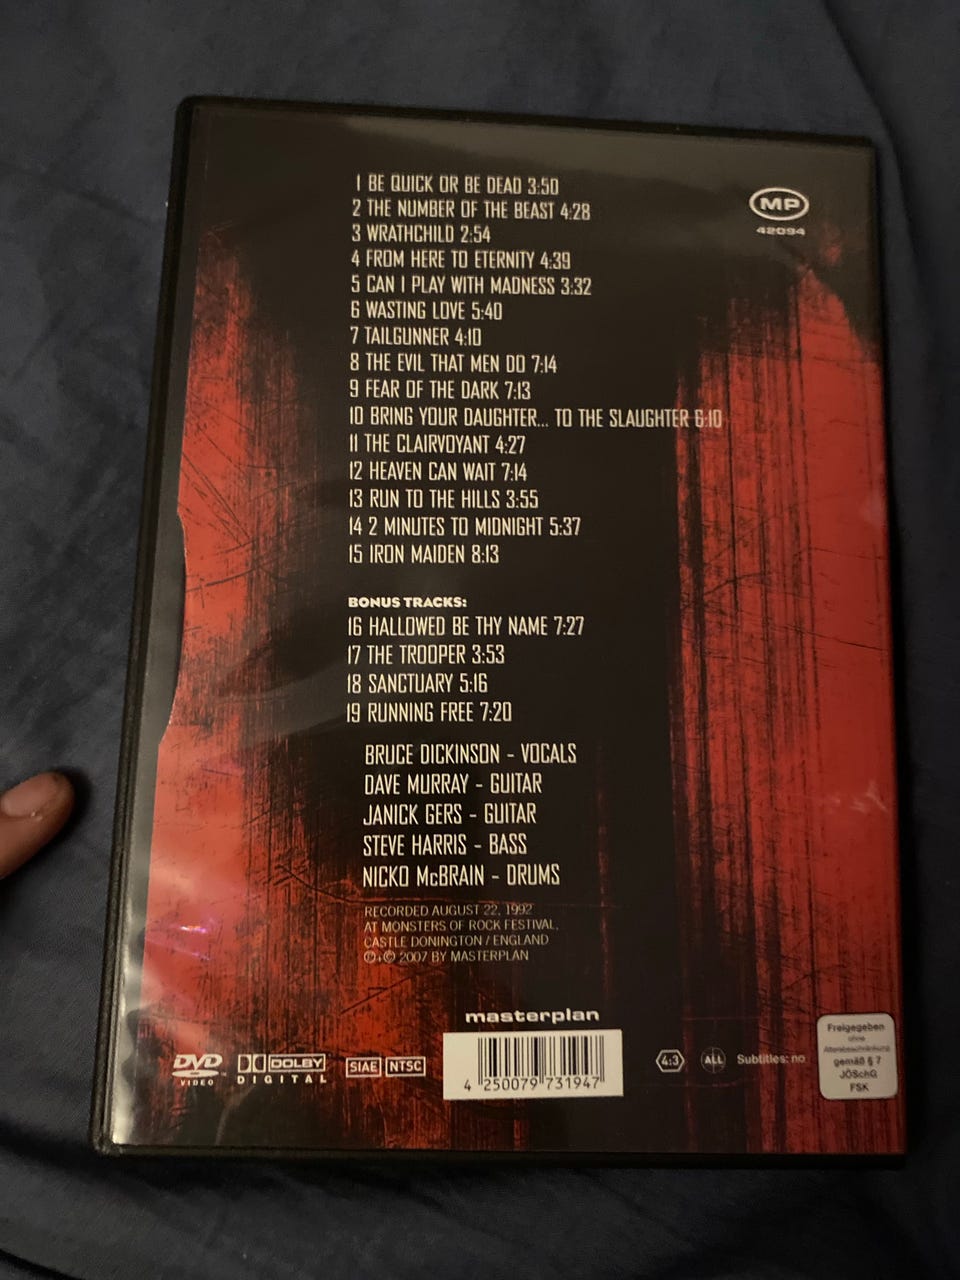 1 BE QUICK OR BE DEAD 3:50
2 THE NUMBER OF THE BEAST 4:28
3 WRATHCHILD 2:54
4 FROM HERE TO ETERNITY 4:39
5 CAN I PLAY WITH MADNESS 3:32
6 WASTING LOVE 5:40
7 TAILGUNNER 4:10
8 THE EVIL THAT MEN DO 7:14
9 FEAR OF THE DARK 7:13
10 BRING YOUR DAUGHTER... TO THE SLAUGHTER 6:10
11 THE CLAIRVOYANT 4:27
12 HEAVEN CAN WAIT 7:14
13 RUN TO THE HILLS 3:55
14 2 MINUTES TO MIDNIGHT 5:37
15 IRON MAIDEN 8:13
MP
42094
BONUS TRACKS:
16 HALLOWED BE THY NAME 7:27
17 THE TROOPER 3:53
18 SANCTUARY 5:16
19 RUNNING FREE 7:20
BRUCE DICKINSON - VOCALS
DAVE MURRAY - GUITAR
JANICK GERS - GUITAR
STEVE HARRIS - BASS
NICKO McBRAIN - DRUMS
RECORDED AUGUST 22, 1992
AT MONSTERS OF ROCK FESTIVAL,
CASTLE DONINGTON / ENGLAND
℗+© 2007 BY MASTERPLAN
masterplan
DVD
VIDEO
DOLBY
DIGITAL
SIAE NTSC
4 250079 731947
4:3
ALL
Subtitles: no
Freigegeben
ohne
Altersbeschränkung
gemäß § 7
JÖSchG
FSK